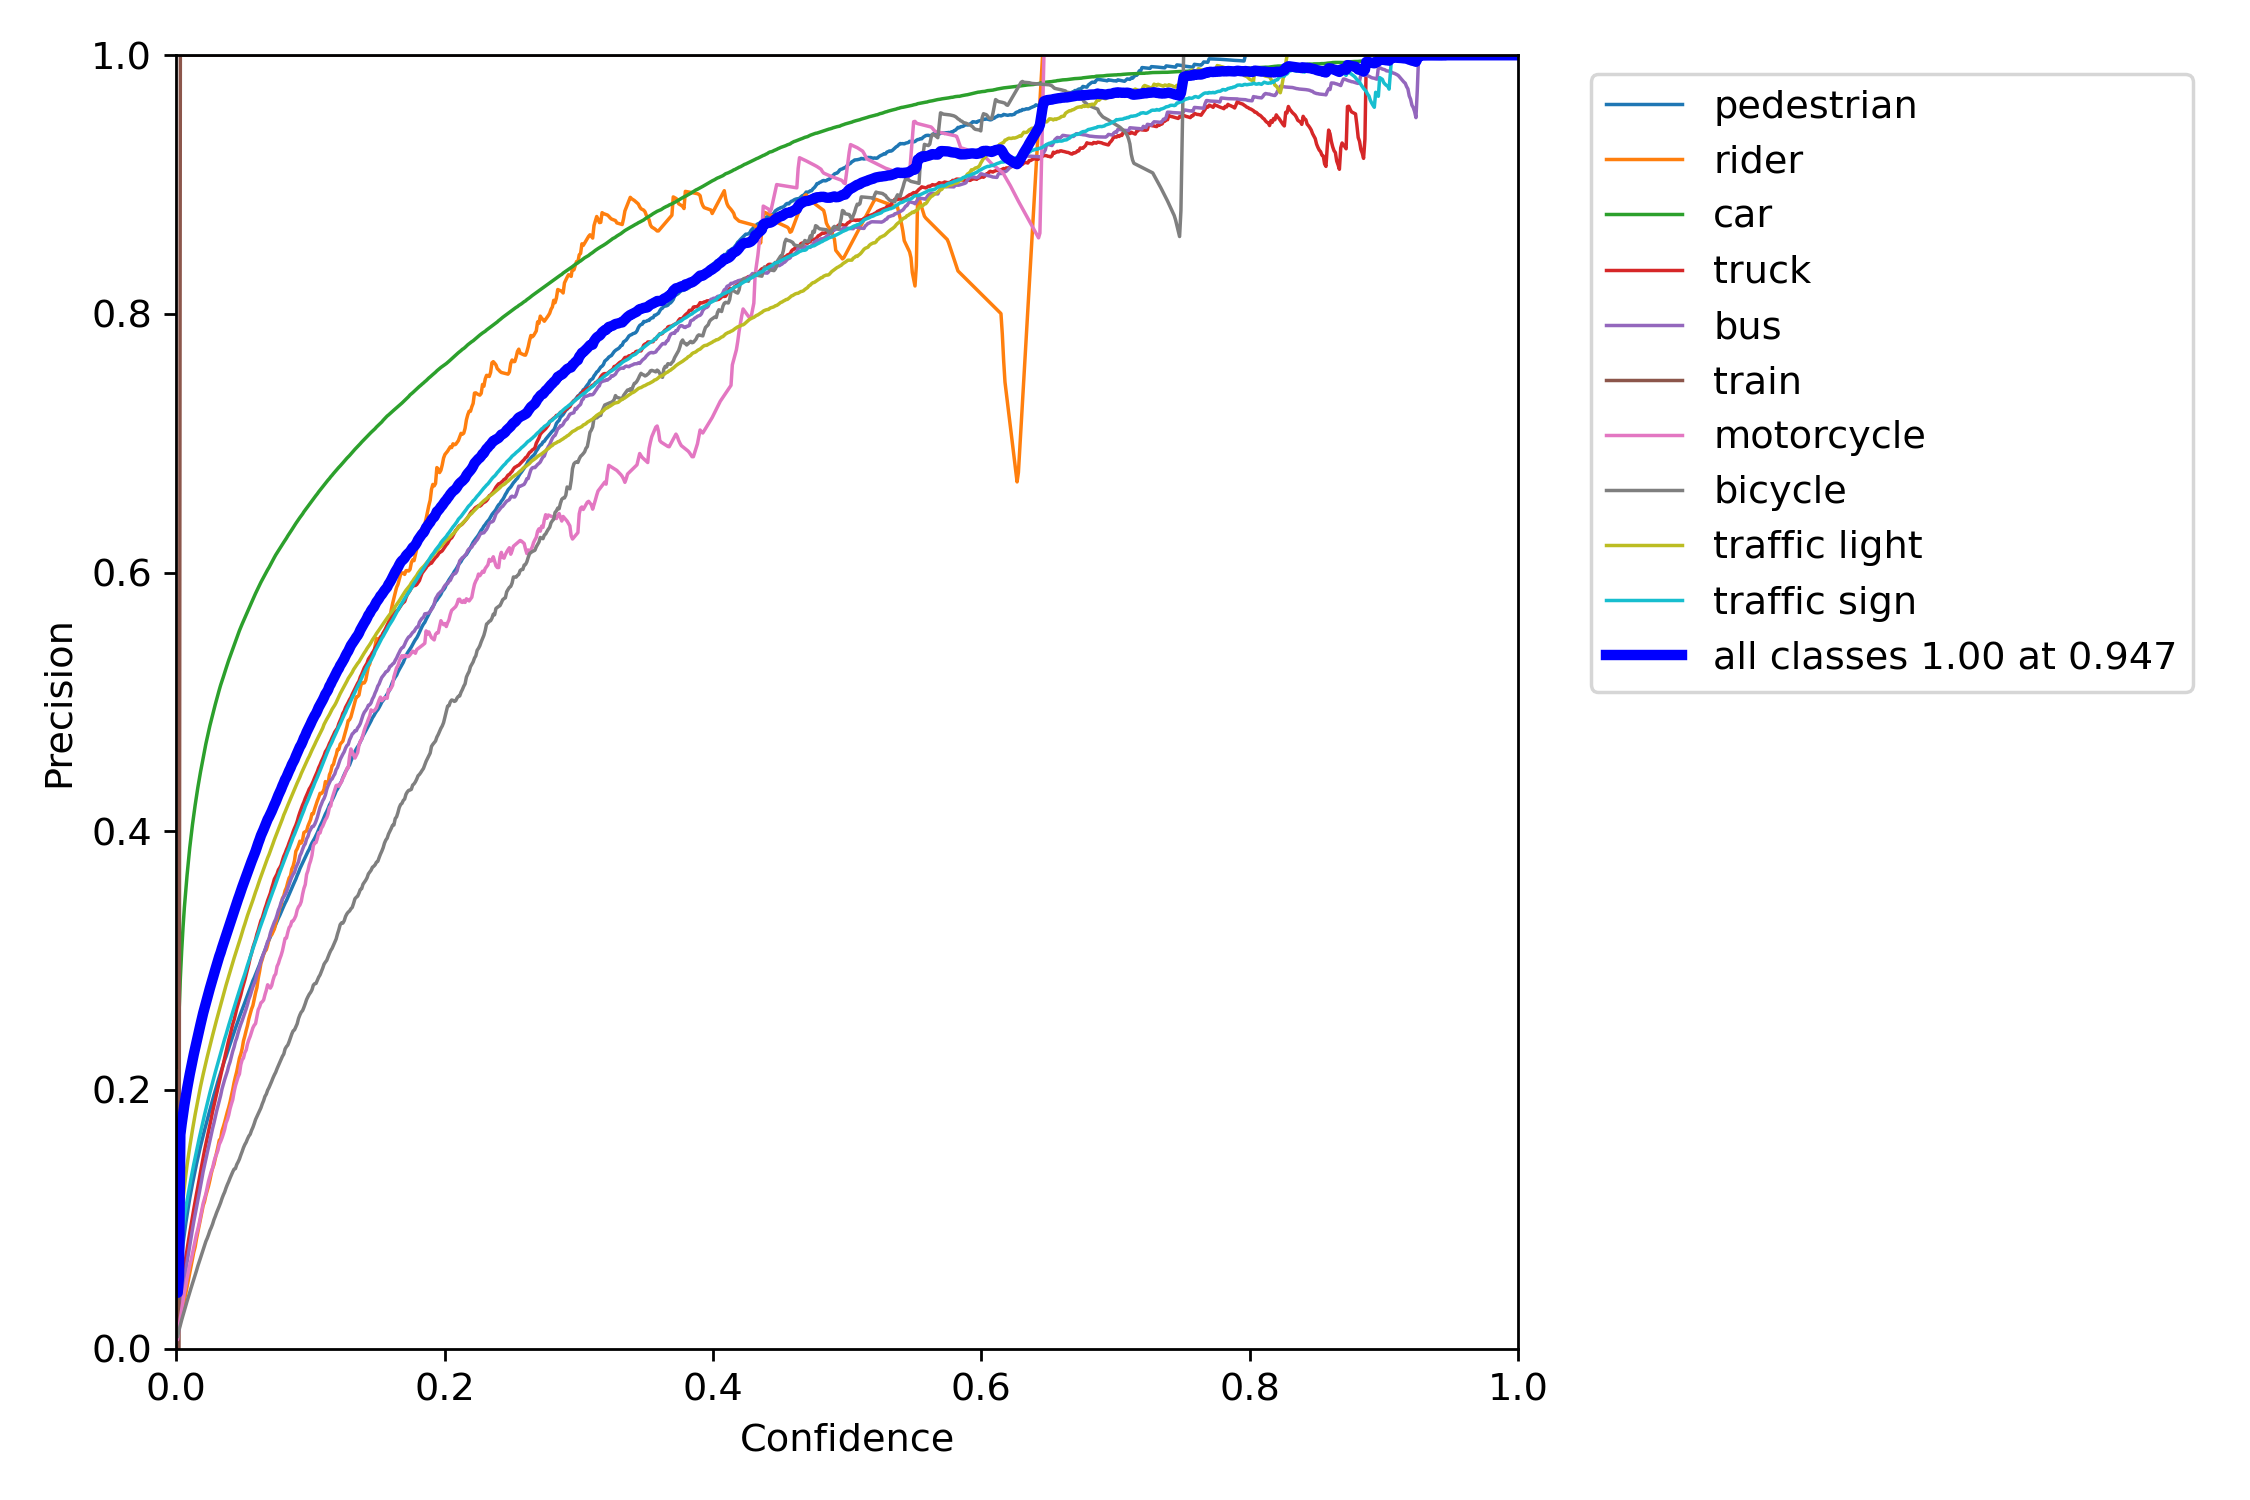 1.0
0.8
0.6
0.4
0.2
0.0
Precision
0.0 0.2 0.4 0.6 0.8 1.0
Confidence
pedestrian
rider
car
truck
bus
train
motorcycle
bicycle
traffic light
traffic sign
all classes 1.00 at 0.947